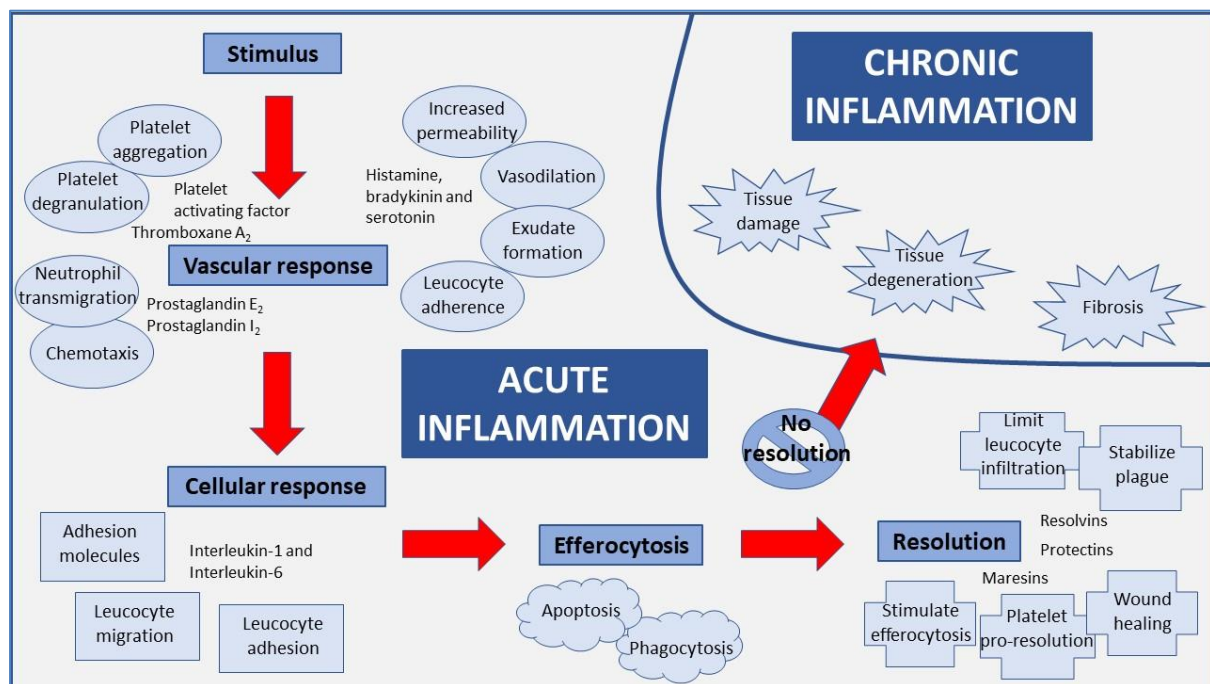 Stimulus
CHRONIC
INFLAMMATION
Platelet
aggregation
Platelet
degranulation
Platelet
activating factor
Thromboxane A₂
Increased
permeability
Histamine,
bradykinin and
serotonin
Vasodilation
Exudate
formation
Leucocyte
adherence
Vascular response
Neutrophil
transmigration
Chemotaxis
Prostaglandin E₂
Prostaglandin I₂
Tissue
damage
Tissue
degeneration
Fibrosis
ACUTE
INFLAMMATION
No
resolution
Cellular response
Adhesion
molecules
Interleukin-1 and
Interleukin-6
Leucocyte
migration
Leucocyte
adhesion
Efferocytosis
Apoptosis
Phagocytosis
Resolution
Limit
leucocyte
infiltration
Stabilize
plague
Resolvins
Protectins
Maresins
Stimulate
efferocytosis
Platelet
pro-resolution
Wound
healing